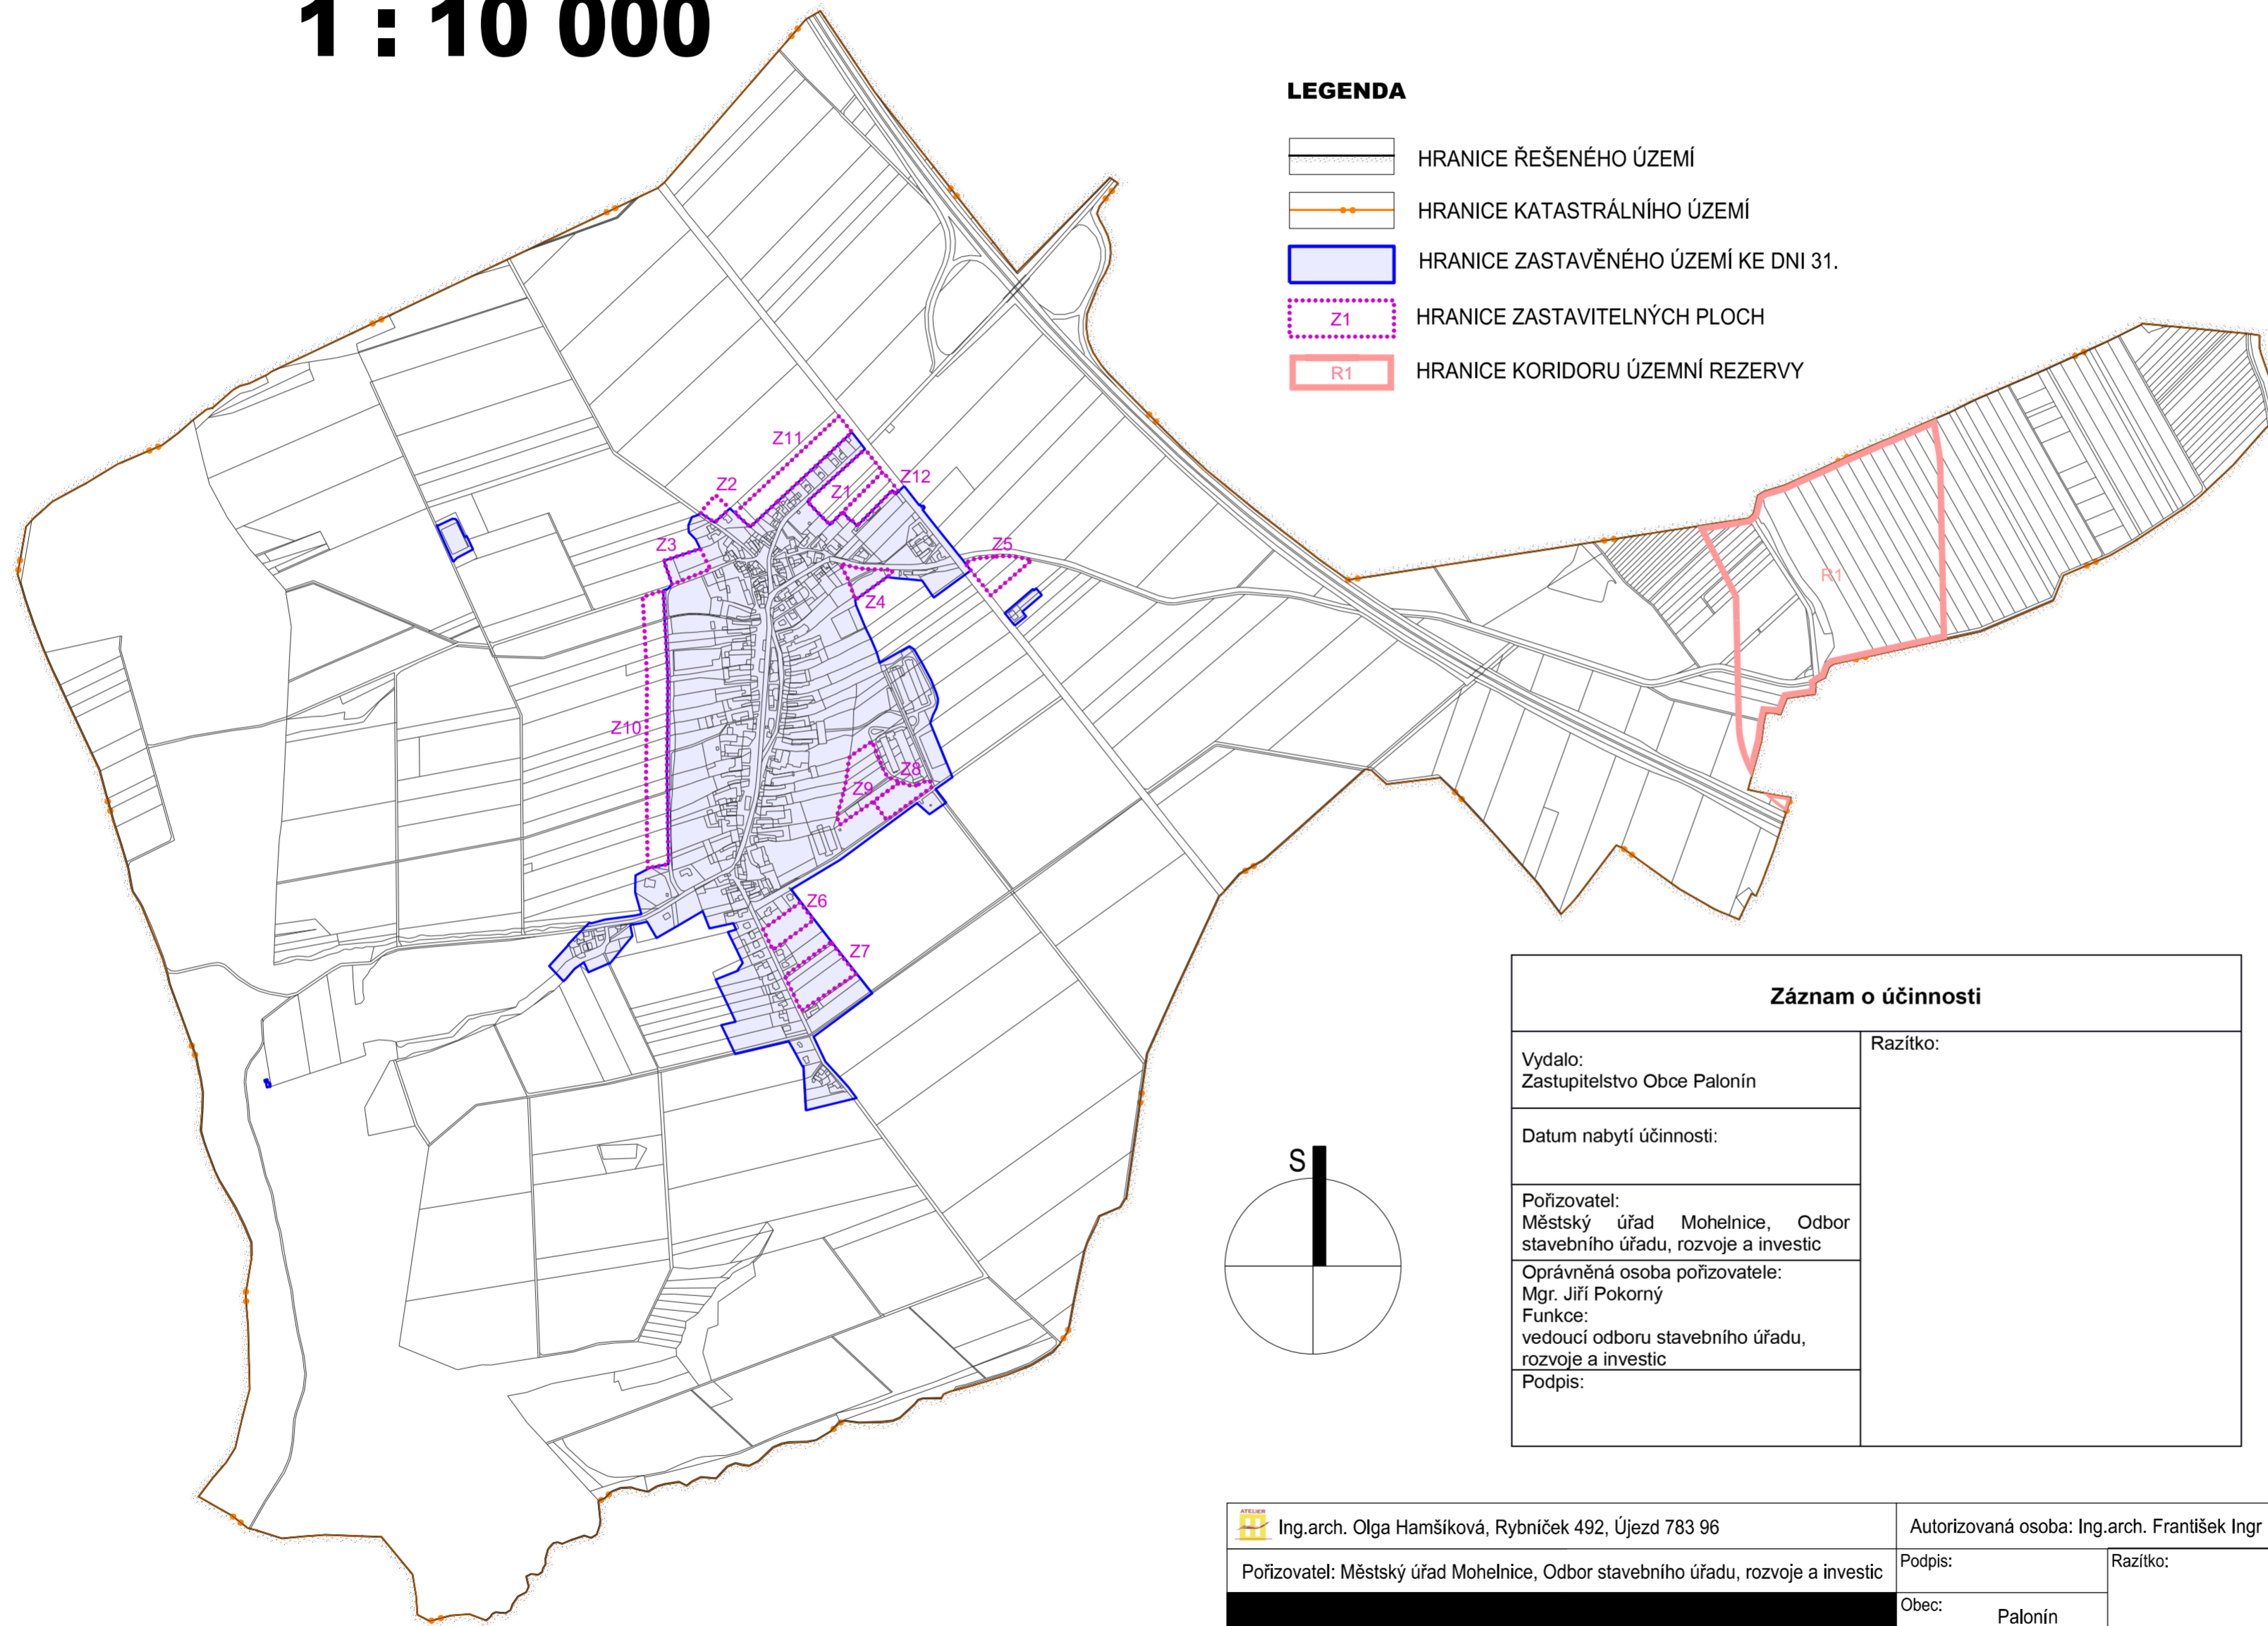 1 : 10 000
LEGENDA
HRANICE ŘEŠENÉHO ÚZEMÍ
HRANICE KATASTRÁLNÍHO ÚZEMÍ
HRANICE ZASTAVĚNÉHO ÚZEMÍ KE DNI 31.
Z1
HRANICE ZASTAVITELNÝCH PLOCH
R1
HRANICE KORIDORU ÚZEMNÍ REZERVY
Z11
Z2
Z12
Z1
Z3
Z5
R1
Z4
Z10
Z8
Z9
Z6
Z7
S
Záznam o účinnosti
Vydalo:
Zastupitelstvo Obce Palonín
Razítko:
Datum nabytí účinnosti:
Pořizovatel:
Městský úřad Mohelnice, Odbor
stavebního úřadu, rozvoje a investic
Oprávněná osoba pořizovatele:
Mgr. Jiří Pokorný
Funkce:
vedoucí odboru stavebního úřadu,
rozvoje a investic
Podpis:
ATELIER
Ing.arch. Olga Hamšíková, Rybníček 492, Újezd 783 96
Autorizovaná osoba: Ing.arch. František Ingr
Pořizovatel: Městský úřad Mohelnice, Odbor stavebního úřadu, rozvoje a investic
Podpis:
Razítko:
Obec:
Palonín